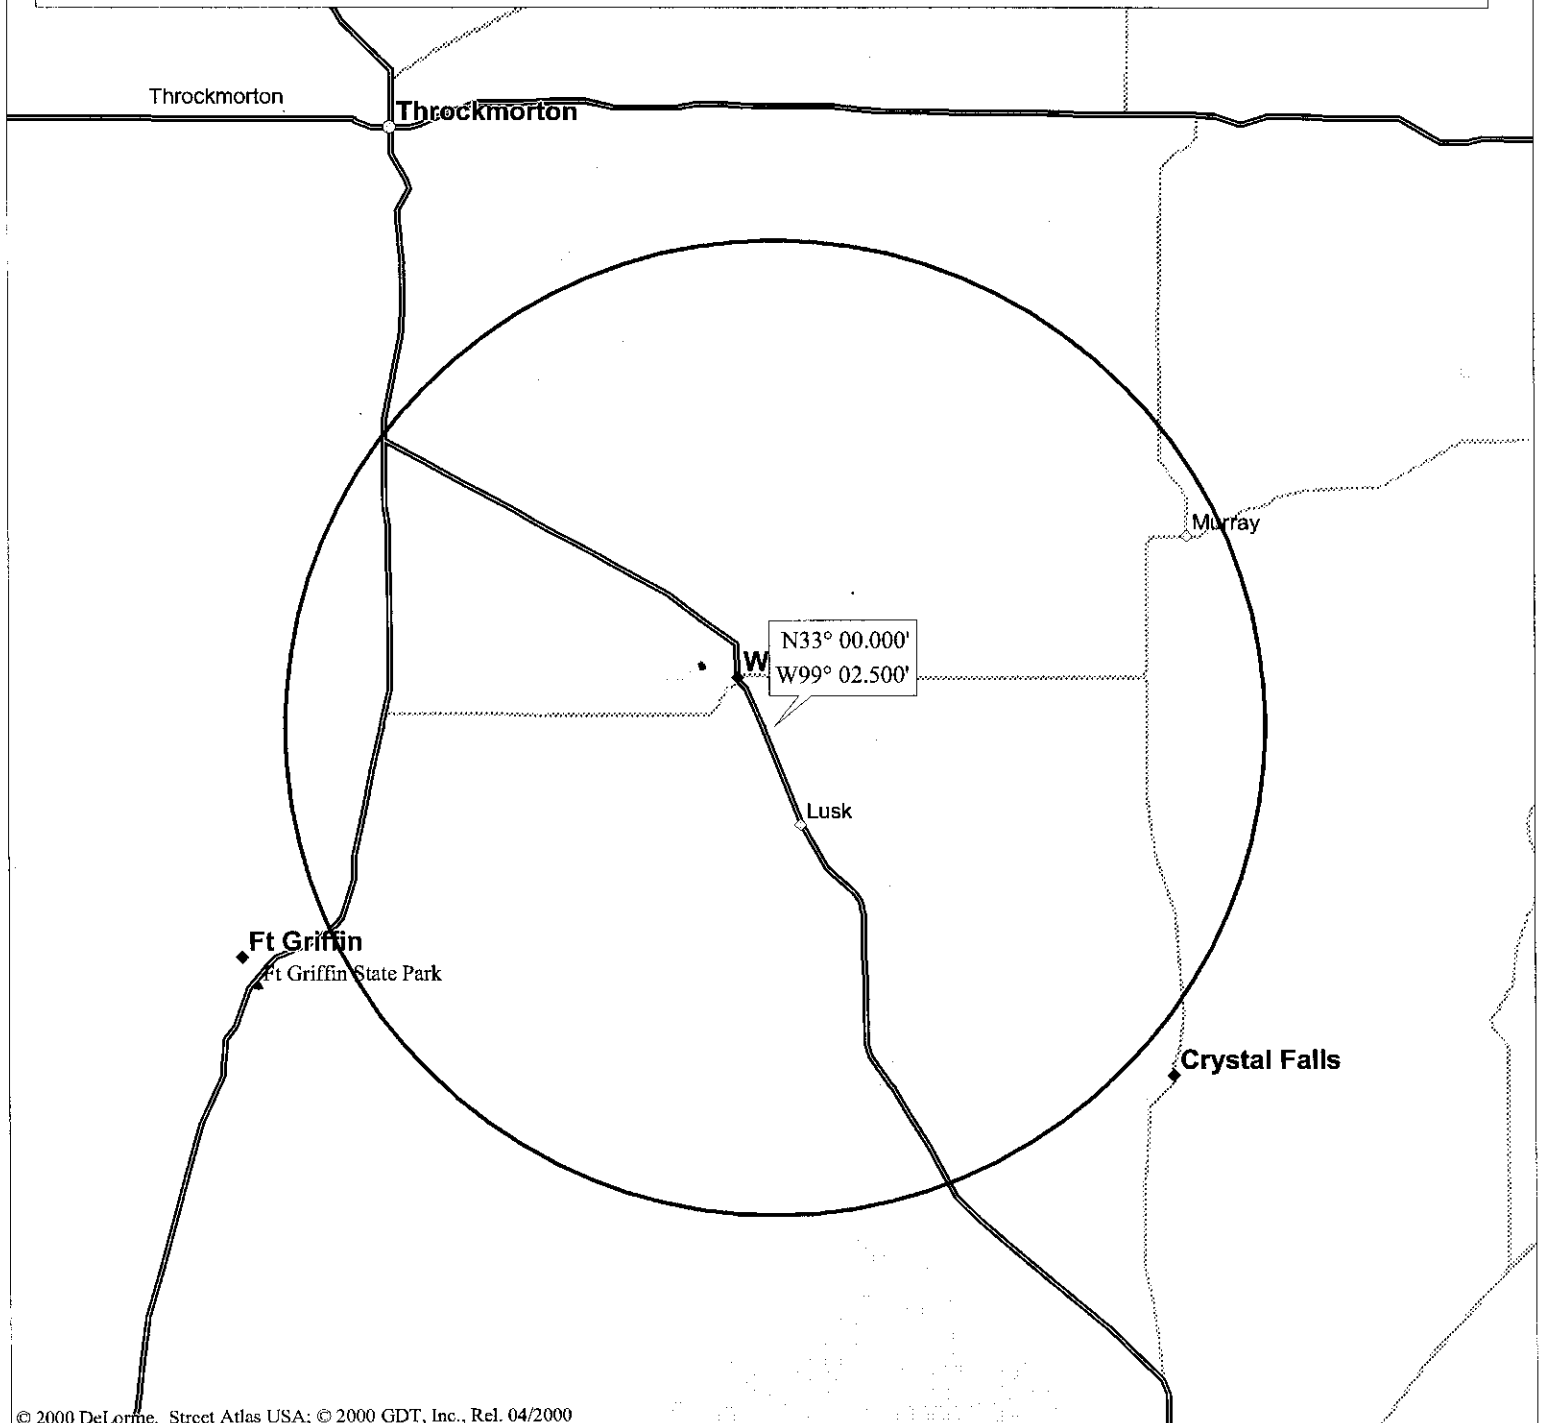 Throckmorton
Throckmorton
Murray
N33° 00.000'
W99° 02.500'
W
Lusk
Ft Griffin
Ft Griffin State Park
Crystal Falls
© 2000 DeLorme. Street Atlas USA; © 2000 GDT, Inc., Rel. 04/2000